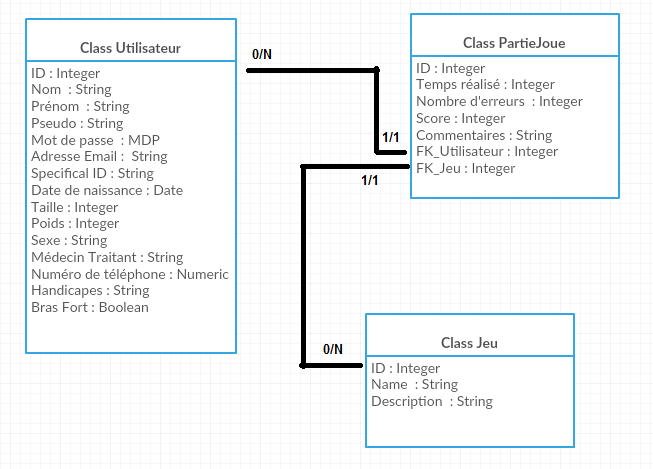 Class Utilisateur
ID : Integer
Nom : String
Prénom : String
Pseudo : String
Mot de passe : MDP
Adresse Email : String
Specifical ID : String
Date de naissance : Date
Taille : Integer
Poids : Integer
Sexe : String
Médecin Traitant : String
Numéro de téléphone : Numeric
Handicapes : String
Bras Fort : Boolean
0/N
1/1
Class PartieJoue
ID : Integer
Temps réalisé : Integer
Nombre d'erreurs : Integer
Score : Integer
Commentaires : String
FK_Utilisateur : Integer
FK_Jeu : Integer
1/1
0/N
Class Jeu
ID : Integer
Name : String
Description : String